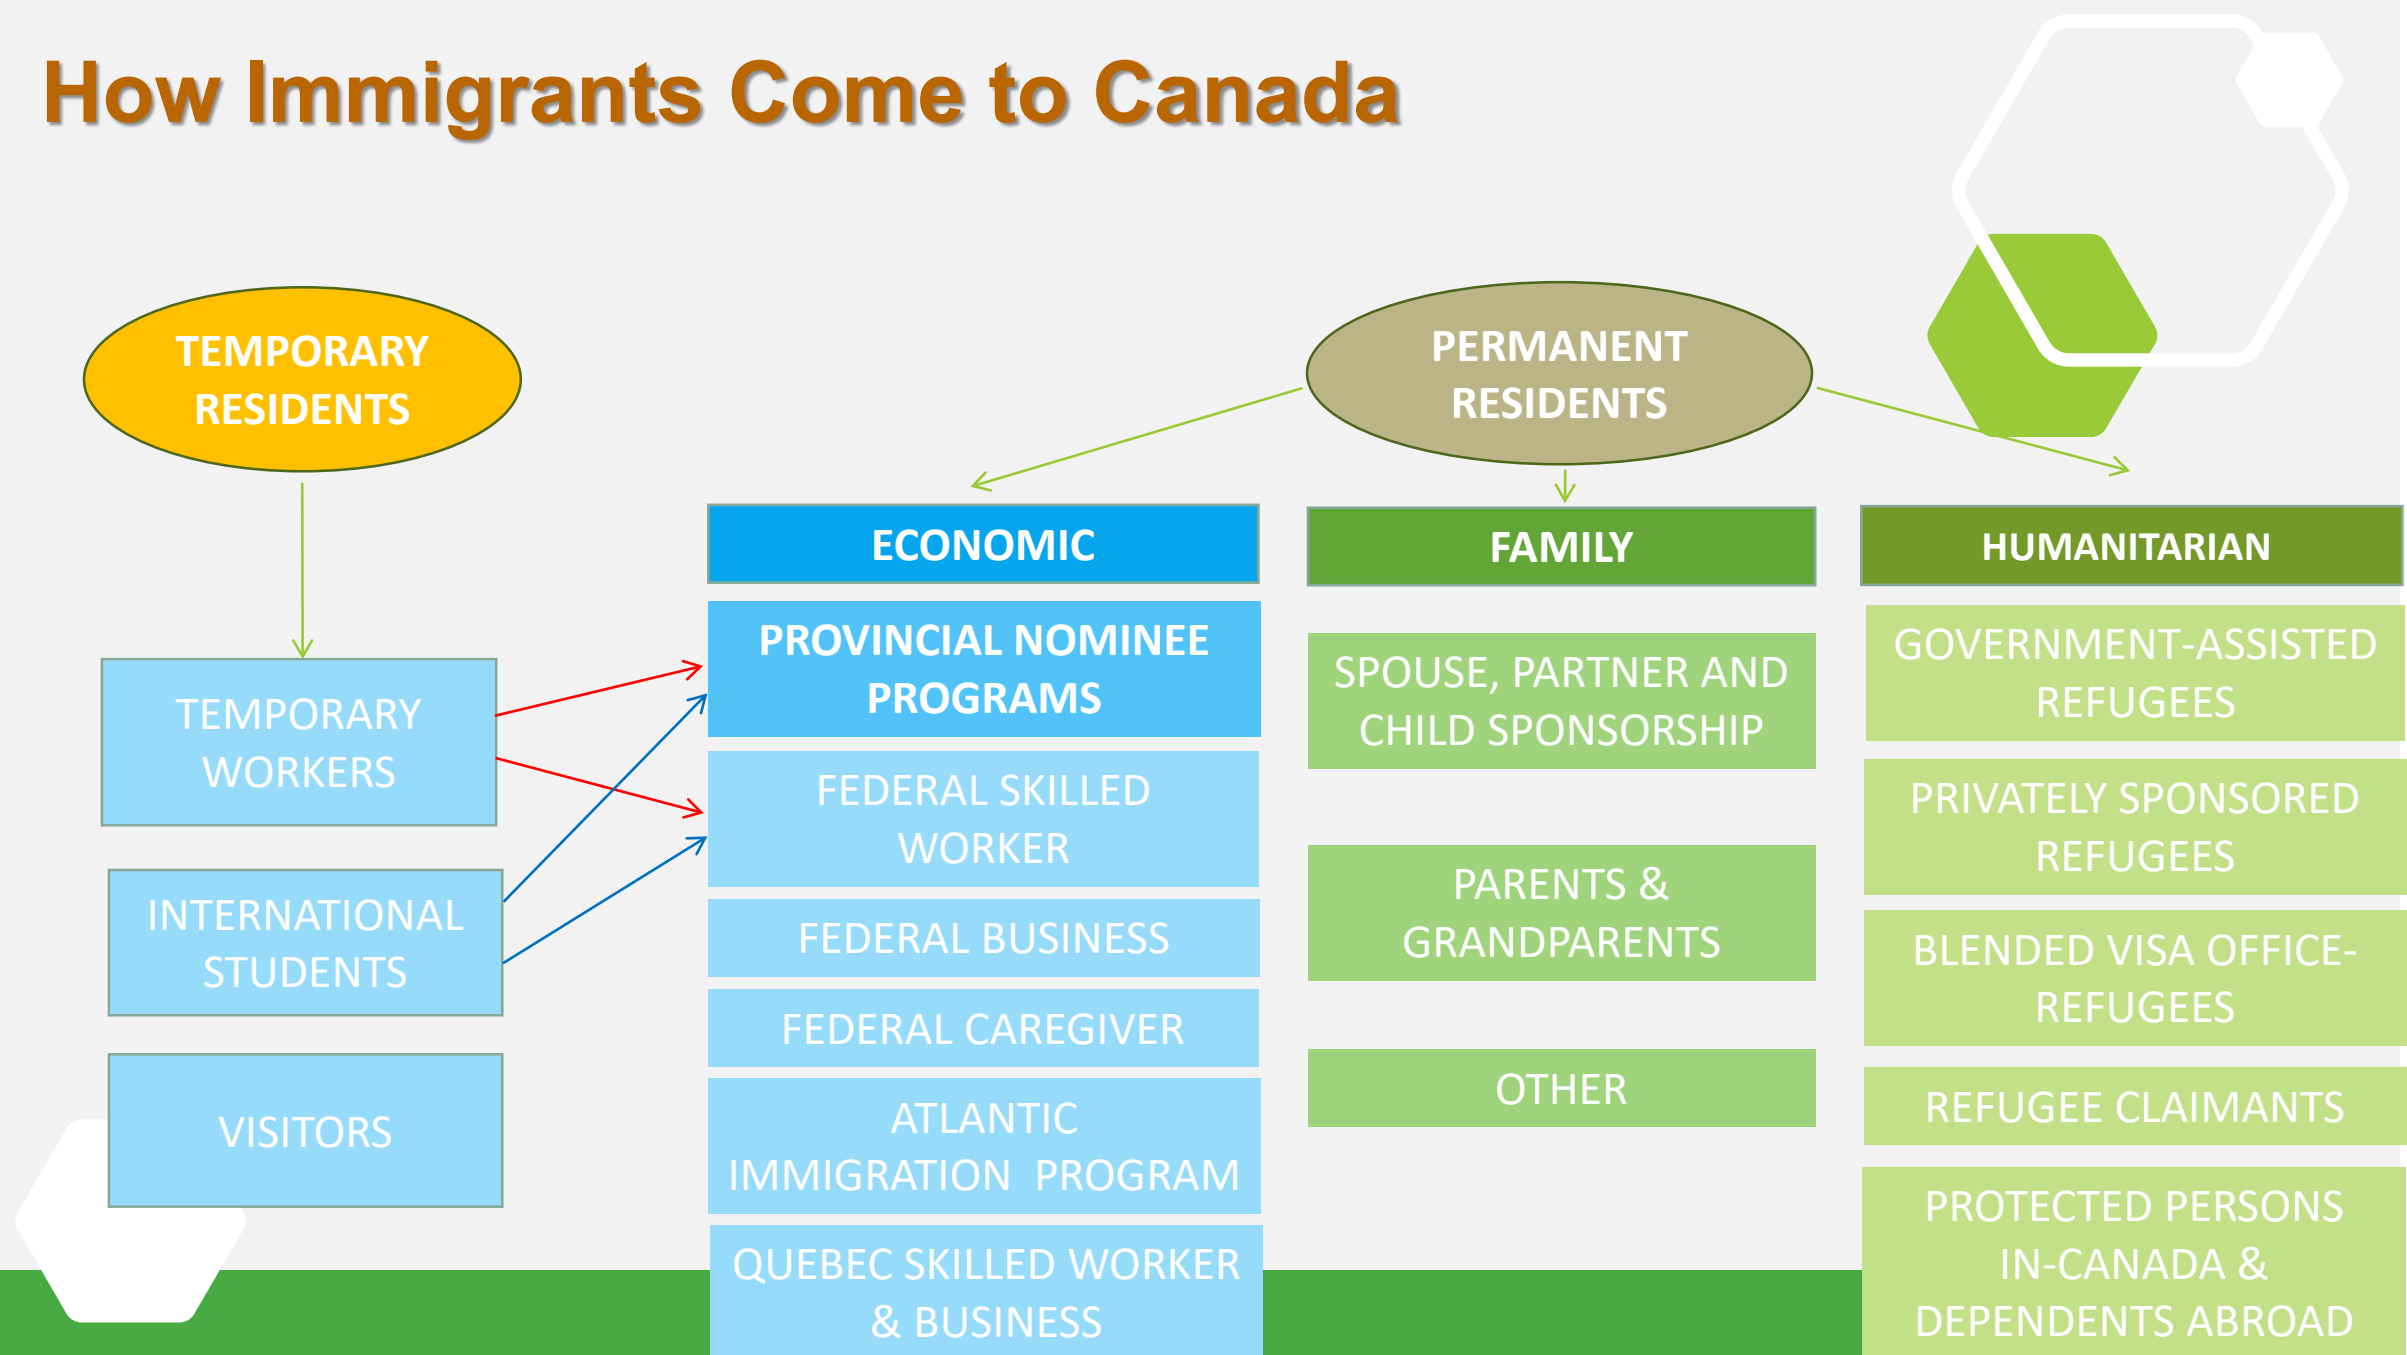 How Immigrants Come to Canada
TEMPORARY
RESIDENTS
TEMPORARY
WORKERS
INTERNATIONAL
STUDENTS
VISITORS
PERMANENT
RESIDENTS
ECONOMIC
PROVINCIAL NOMINEE
PROGRAMS
FEDERAL SKILLED
WORKER
FEDERAL BUSINESS
FEDERAL CAREGIVER
ATLANTIC
IMMIGRATION  PROGRAM
QUEBEC SKILLED WORKER
& BUSINESS
FAMILY
SPOUSE, PARTNER AND
CHILD SPONSORSHIP
PARENTS &
GRANDPARENTS
OTHER
HUMANITARIAN
GOVERNMENT-ASSISTED
REFUGEES
PRIVATELY SPONSORED
REFUGEES
BLENDED VISA OFFICE-
REFUGEES
REFUGEE CLAIMANTS
PROTECTED PERSONS
IN-CANADA &
DEPENDENTS ABROAD